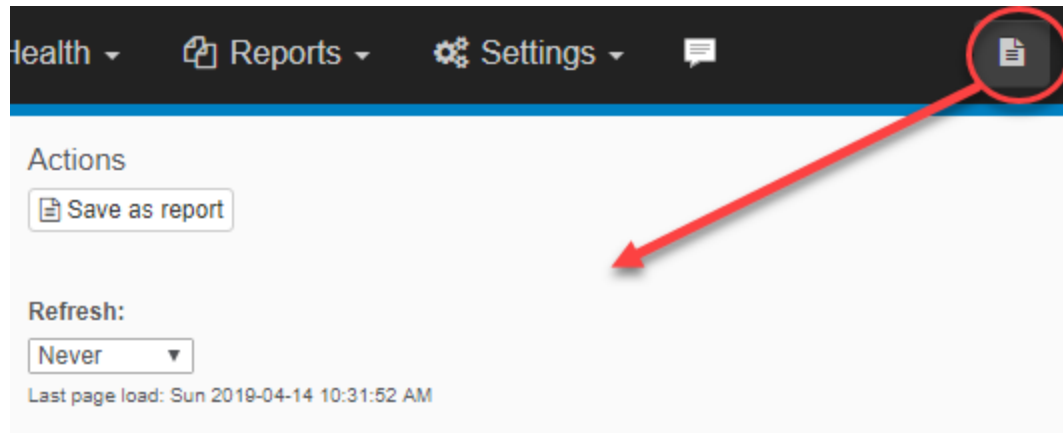 Health Reports Settings
Actions
Save as report
Refresh:
Never
Last page load: Sun 2019-04-14 10:31:52 AM